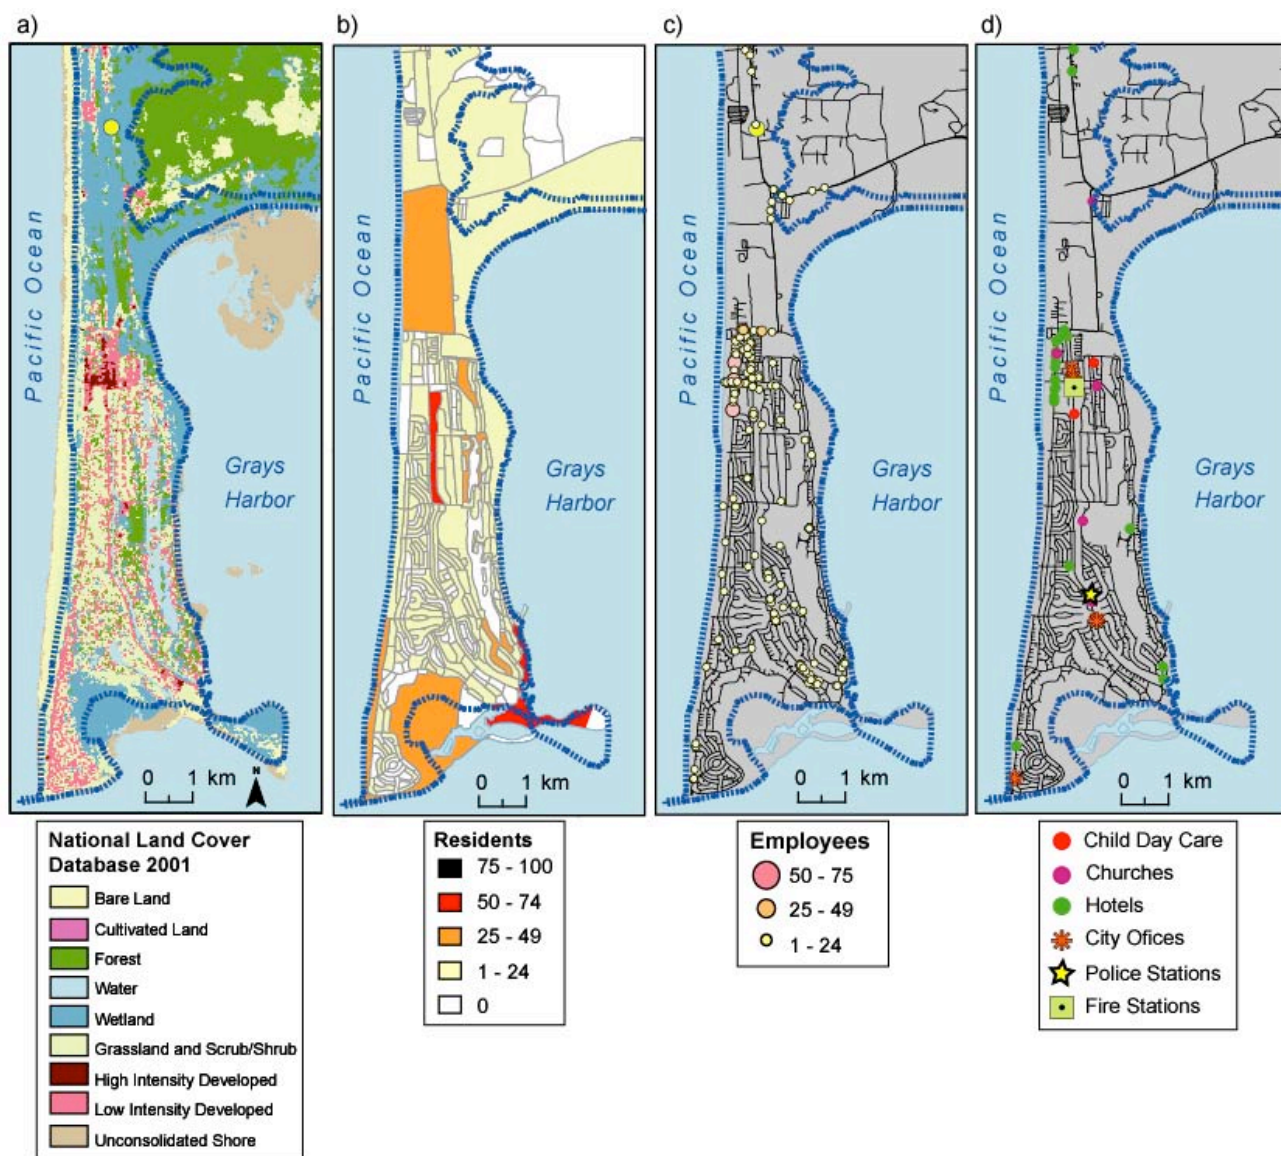 a)
b)
c)
d)
Pacific Ocean
Grays
Harbor
0 1 km
N
Pacific Ocean
Grays
Harbor
0 1 km
Pacific Ocean
Grays
Harbor
0 1 km
Pacific Ocean
Grays
Harbor
0 1 km
National Land Cover
Database 2001
Bare Land
Cultivated Land
Forest
Water
Wetland
Grassland and Scrub/Shrub
High Intensity Developed
Low Intensity Developed
Unconsolidated Shore
Residents
75 - 100
50 - 74
25 - 49
1 - 24
0
Employees
50 - 75
25 - 49
1 - 24
Child Day Care
Churches
Hotels
City Ofices
Police Stations
Fire Stations